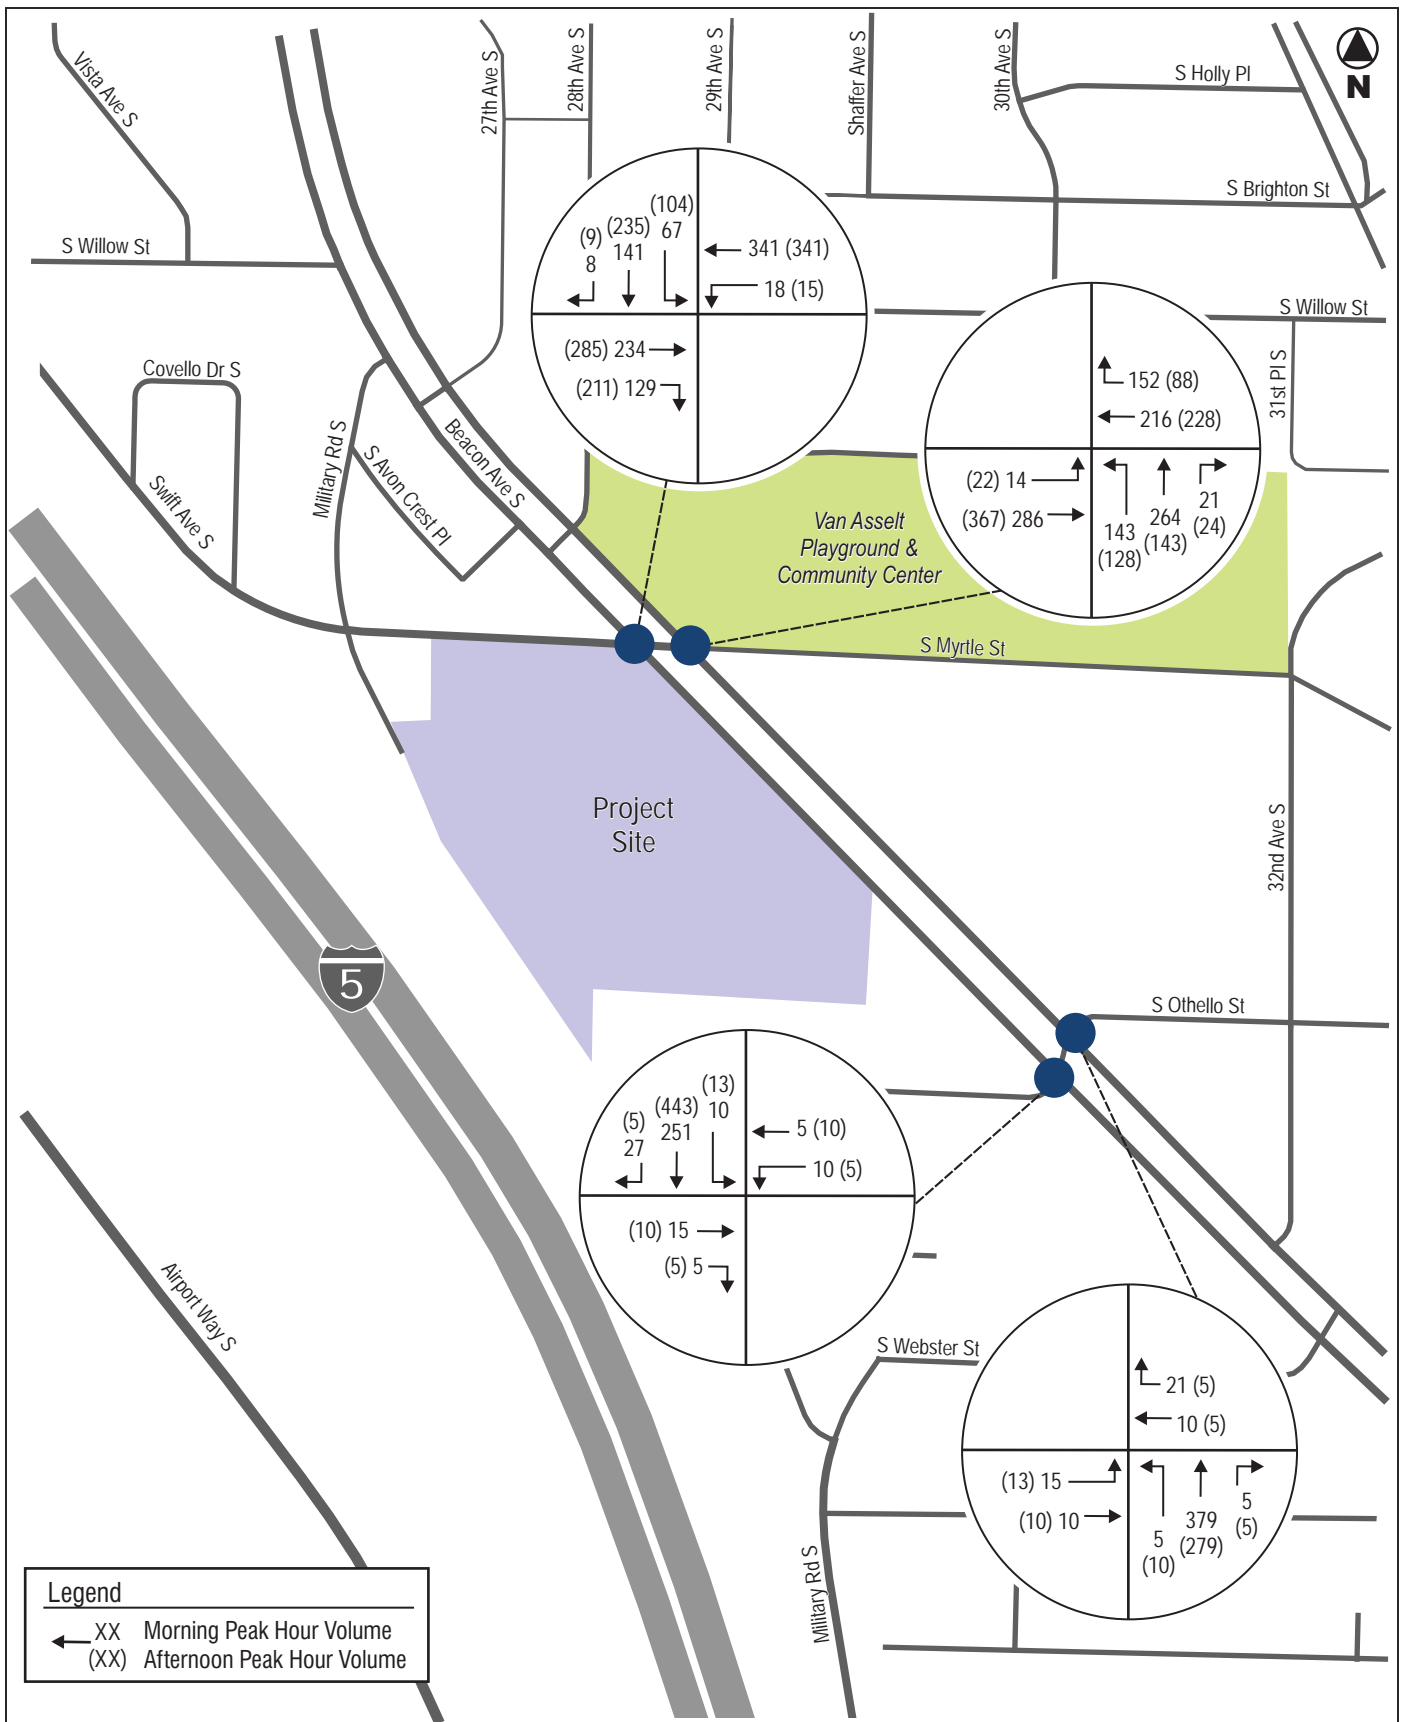 Vista Ave S
27th Ave S
28th Ave S
29th Ave S
Shaffer Ave S
30th Ave S
S Holly Pl
N
S Brighton St
S Willow St
(104)
(235) 67
(9) 141
8
341 (341)
18 (15)
(285) 234
(211) 129
S Willow St
31st Pl S
Covello Dr S
152 (88)
216 (228)
(22) 14
(367) 286
143
(128)
264
(143)
21
(24)
Military Rd S
S Avon Crest Pl
Beacon Ave S
Swift Ave S
Van Asselt
Playground &
Community Center
S Myrtle St
Project
Site
32nd Ave S
5
S Othello St
(13)
(443) 10
(5) 251
27
5 (10)
10 (5)
(10) 15
(5) 5
Airport Way S
S Webster St
21 (5)
10 (5)
(13) 15
(10) 10
5
(10)
379
(279)
5
(5)
Military Rd S
Legend
XX Morning Peak Hour Volume
(XX) Afternoon Peak Hour Volume